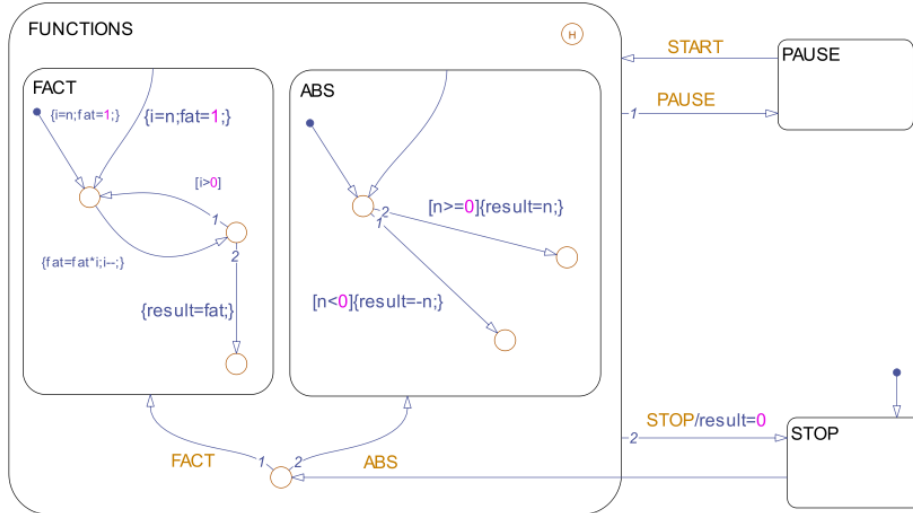 FUNCTIONS
H
START
PAUSE
FACT
ABS
PAUSE
1
{i=n;fat=1;}
{i=n;fat=1;}
[i>0]
1
2
{fat=fat*i;i--;}
{result=fat;}
2
1
[n>=0]{result=n;}
[n<0]{result=-n;}
2
STOP/result=0
STOP
FACT
1
2
ABS